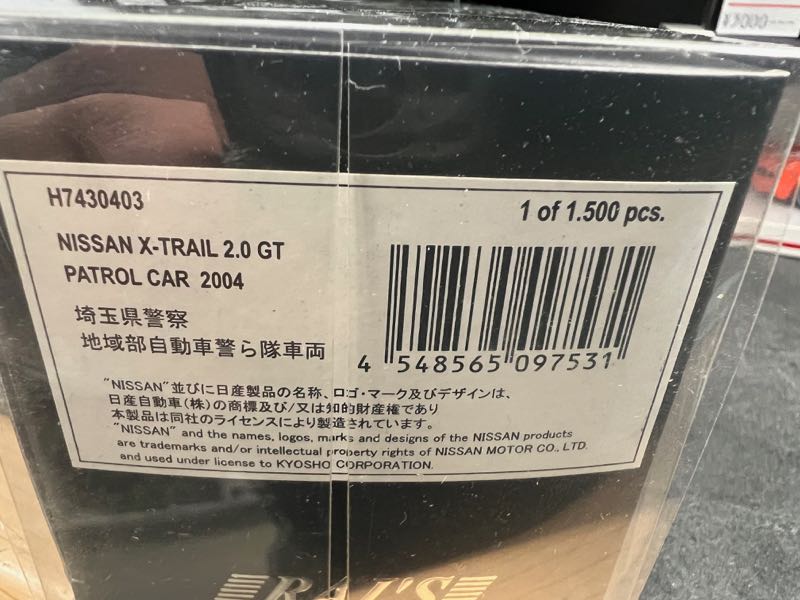 ¥2000
H7430403
1 of 1.500 pcs.
NISSAN X-TRAIL 2.0 GT
PATROL CAR 2004
埼玉県警察
地域部自動車警ら隊車両
4 548565 097531
"NISSAN"並びに日産製品の名称、ロゴ・マーク及びデザインは、
日産自動車(株)の商標及び/又は知的財産権であり
本製品は同社のライセンスにより製造されています。
"NISSAN" and the names, logos, marks and designs of the NISSAN products
are trademarks and/or intellectual property rights of NISSAN MOTOR CO., LTD.
and used under license to KYOSHO CORPORATION.
RAI'S